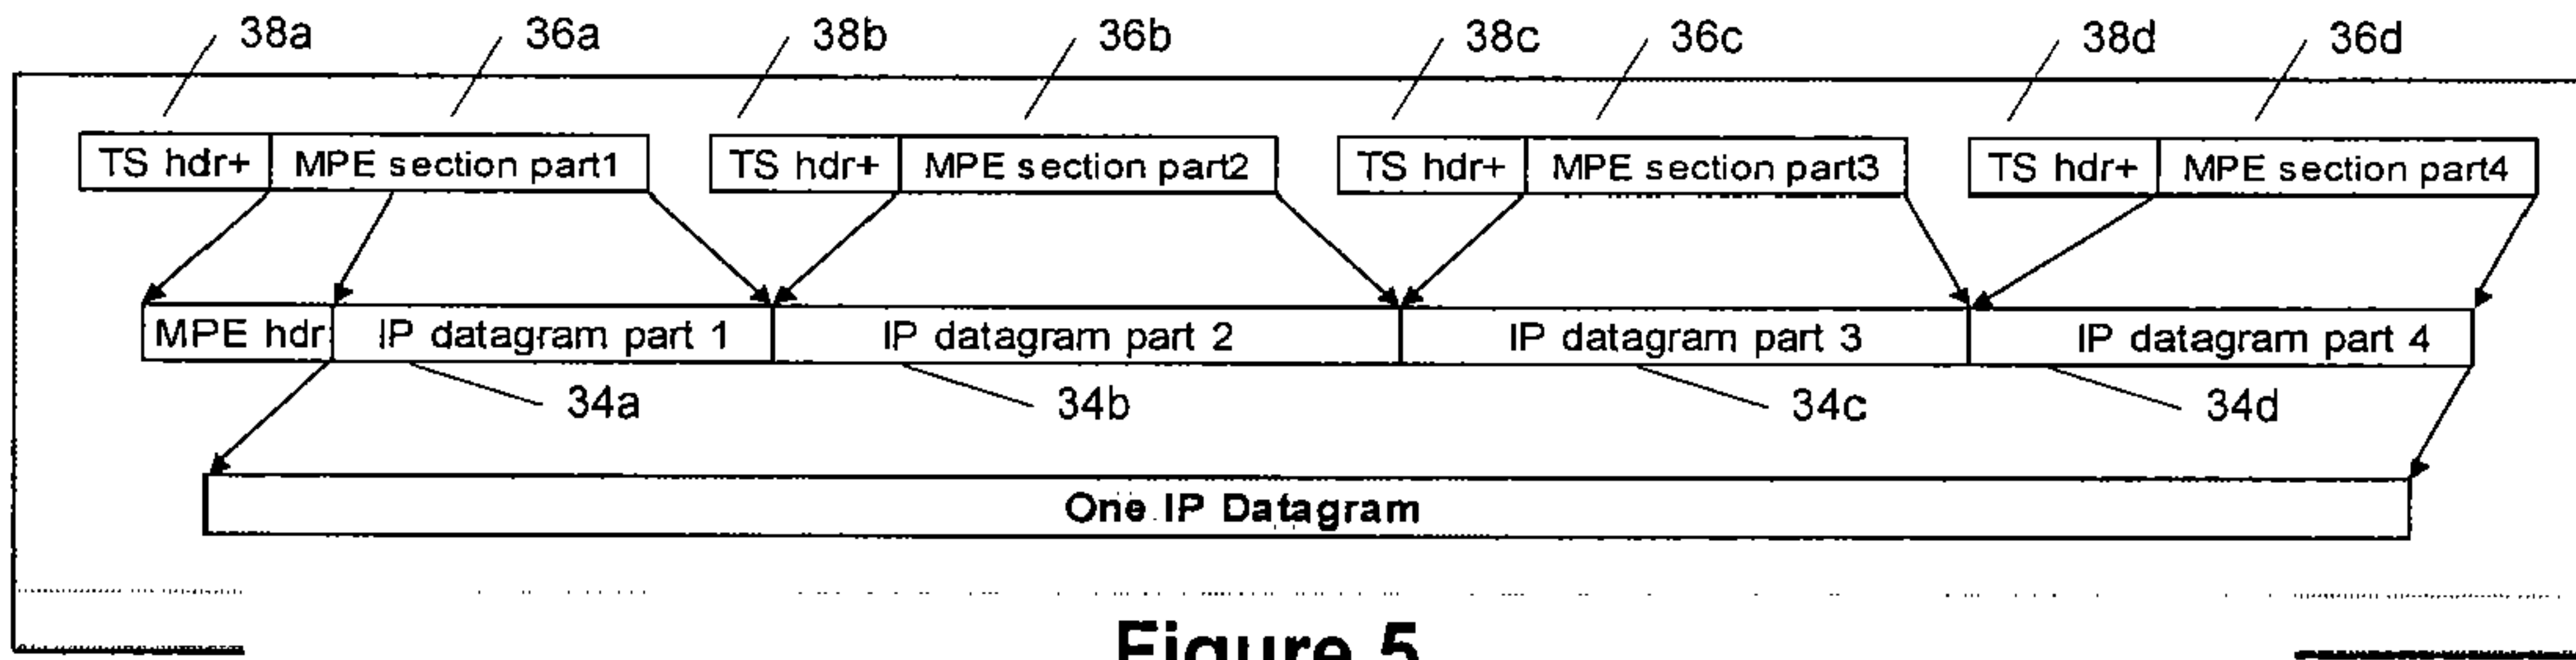 38a 36a 38b 36b 38c 36c 38d 36d
TS hdr+ MPE section part1 TS hdr+ MPE section part2 TS hdr+ MPE section part3 TS hdr+ MPE section part4
MPE hdr IP datagram part 1 IP datagram part 2 IP datagram part 3 IP datagram part 4
34a 34b 34c 34d
One IP Datagram
Figure 5